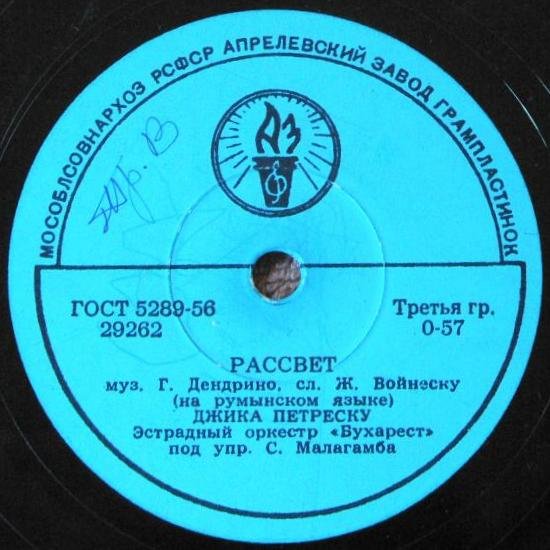 МОСОБЛСОВНАРХОЗ РСФСР АПРЕЛЕВСКИЙ ЗАВОД ГРАМПЛАСТИНОК
АЗ
ГОСТ 5289-56
29262
Третья гр.
0-57
РАССВЕТ
муз. Г. Дендрино, сл. Ж. Войнеску
(на румынском языке)
ДЖИКА ПЕТРЕСКУ
Эстрадный оркестр «Бухарест»
под упр. С. Малагамба